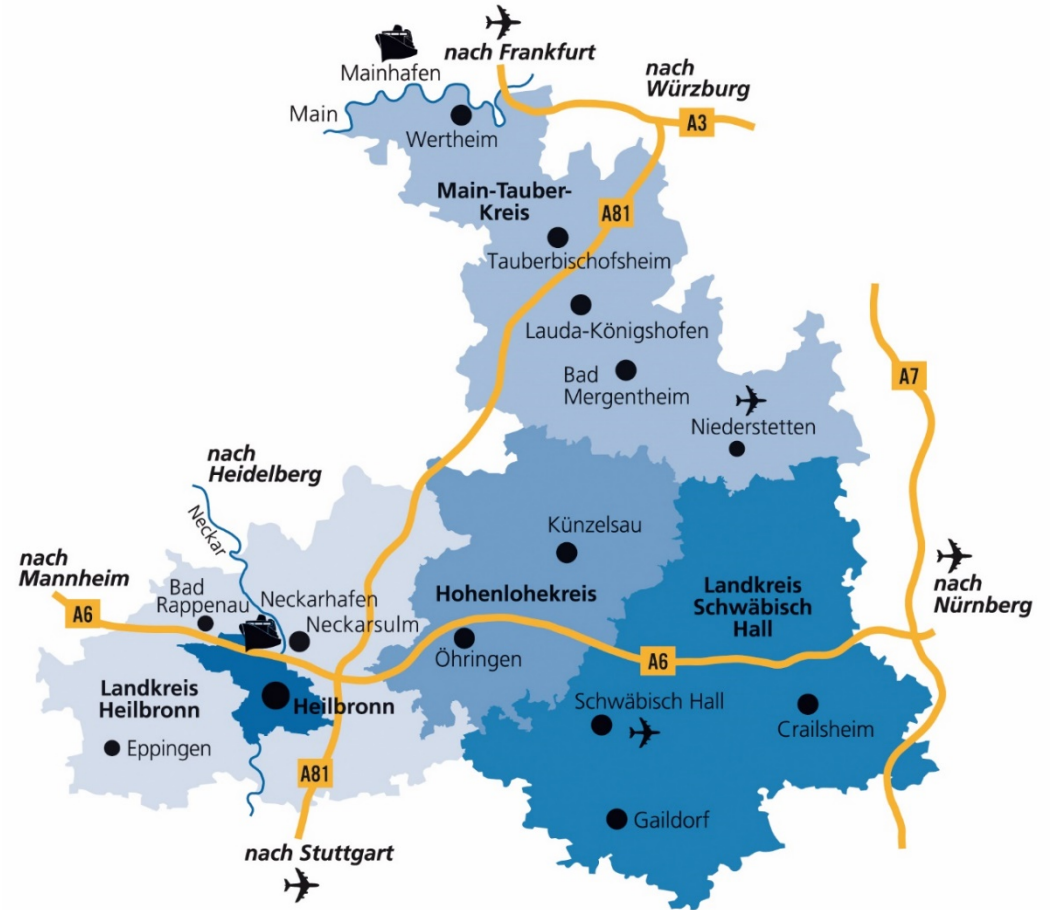 nach Frankfurt
Mainhafen
nach
Würzburg
Main
A3
Wertheim
Main-Tauber-
Kreis
A81
Tauberbischofsheim
Lauda-Königshofen
Bad
Mergentheim
A7
Niederstetten
nach
Heidelberg
Neckar
Künzelsau
nach
Mannheim
A6
Bad
Rappenau
Neckarhafen
Neckarsulm
Hohenlohekreis
Landkreis
Schwäbisch
Hall
nach
Nürnberg
Öhringen
A6
Landkreis
Heilbronn
Heilbronn
Schwäbisch Hall
Crailsheim
Eppingen
A81
Gaildorf
nach Stuttgart